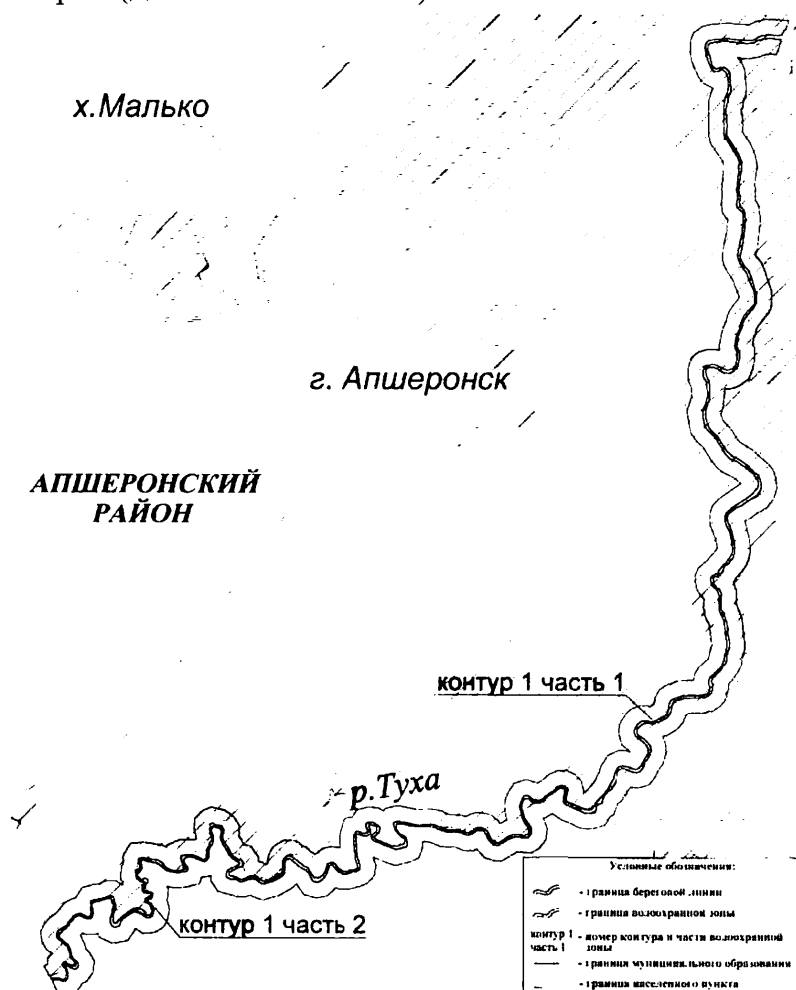 х.Малько
г. Апшеронск
АПШЕРОНСКИЙ
РАЙОН
контур 1 часть 1
р.Туха
контур 1 часть 2
Условные обозначения:
- граница береговой линии
- граница водоохранной зоны
контур 1
часть 1
- номер контура и части водоохранной
зоны
- граница муниципального образования
- граница населенного пункта